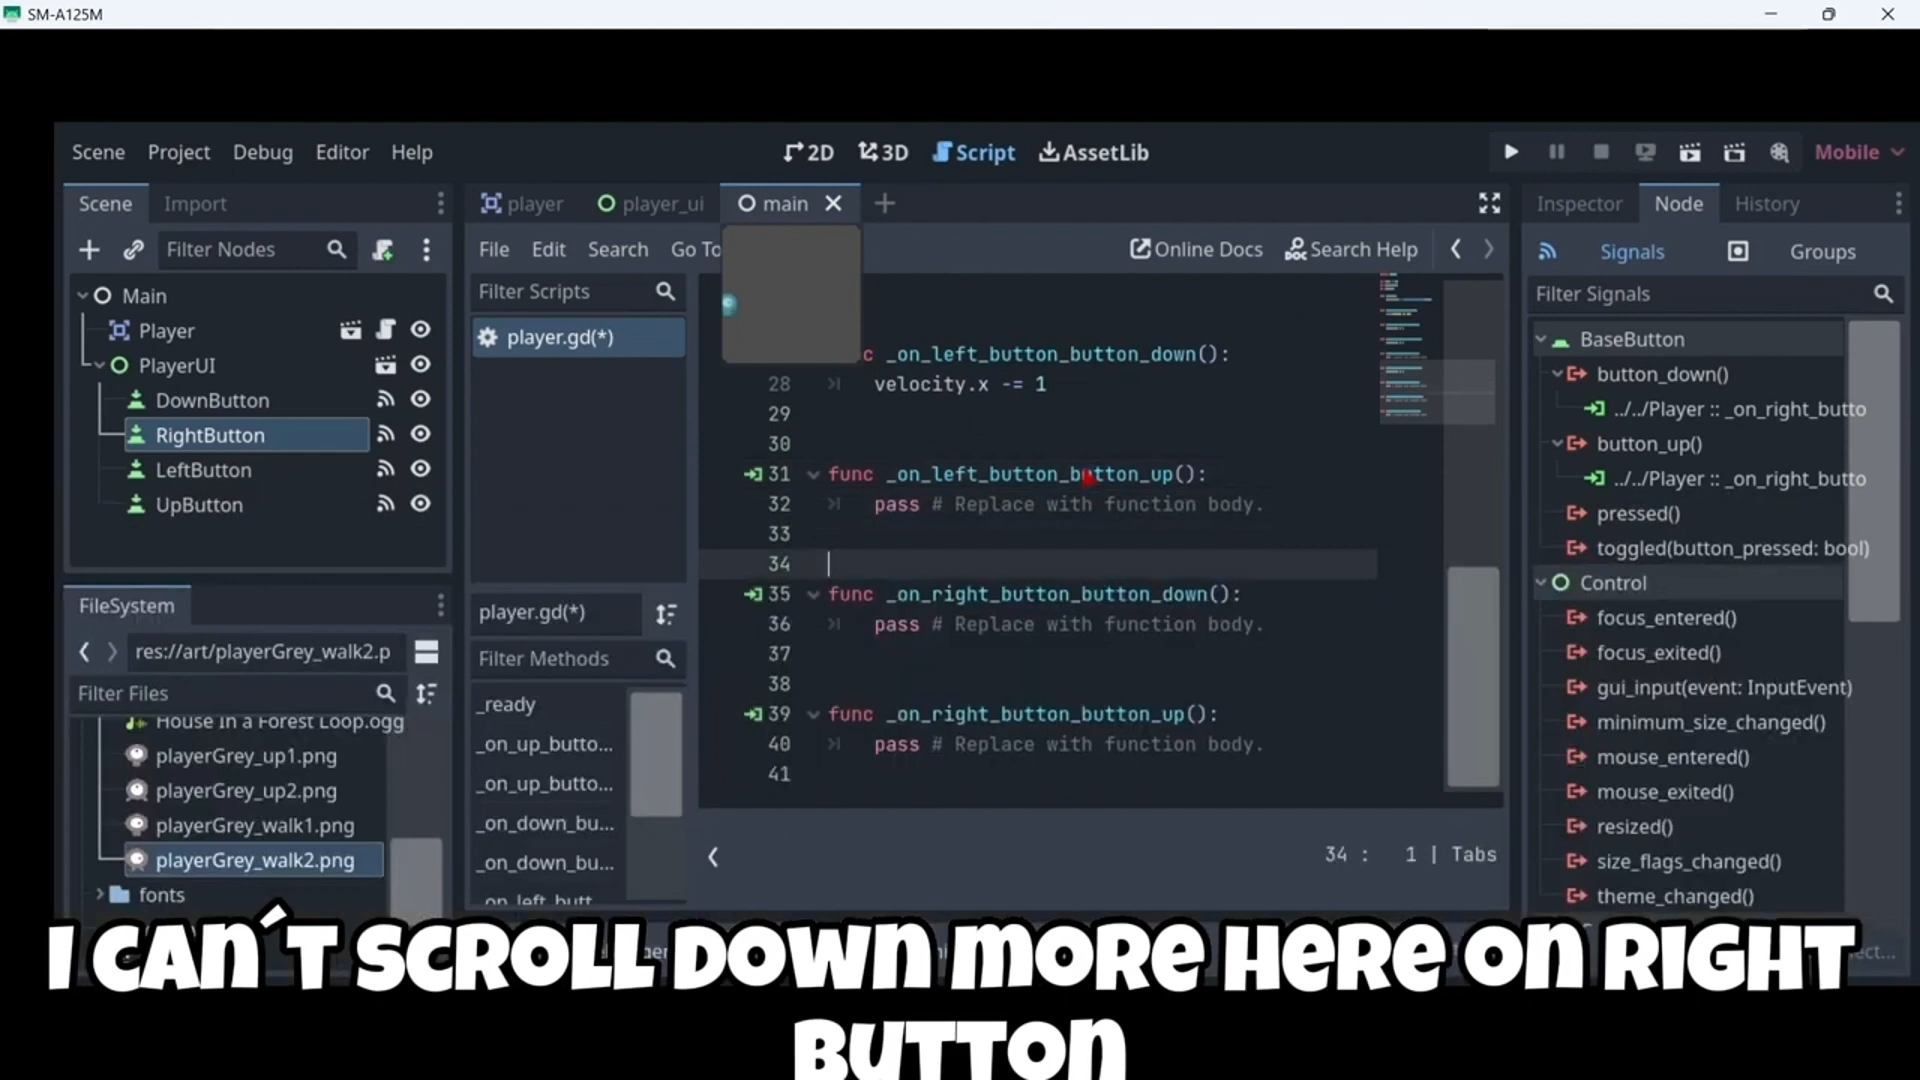 SM-A125M
Scene Project Debug Editor Help
2D 3D Script AssetLib
Mobile
Scene Import
player player_ui main
Inspector Node History
Filter Nodes
File Edit Search Go To
Online Docs Search Help
Signals Groups
Main
Player
PlayerUI
DownButton
RightButton
LeftButton
UpButton
FileSystem
res://art/playerGrey_walk2.p
Filter Files
House In a Forest Loop.ogg
playerGrey_up1.png
playerGrey_up2.png
playerGrey_walk1.png
playerGrey_walk2.png
fonts
Filter Scripts
player.gd(*)
player.gd(*)
Filter Methods
_ready
_on_up_butto...
_on_up_butto...
_on_down_bu...
_on_down_bu...
_on_left_butt
c _on_left_button_button_down():
28 velocity.x -= 1
29
30
31 func _on_left_button_button_up():
32 pass # Replace with function body.
33
34
35 func _on_right_button_button_down():
36 pass # Replace with function body.
37
38
39 func _on_right_button_button_up():
40 pass # Replace with function body.
41
34 : 1 | Tabs
Filter Signals
BaseButton
button_down()
../../Player :: _on_right_butto
button_up()
../../Player :: _on_right_butto
pressed()
toggled(button_pressed: bool)
Control
focus_entered()
focus_exited()
gui_input(event: InputEvent)
minimum_size_changed()
mouse_entered()
mouse_exited()
resized()
size_flags_changed()
theme_changed()
I can´t scroll down more here on right
button